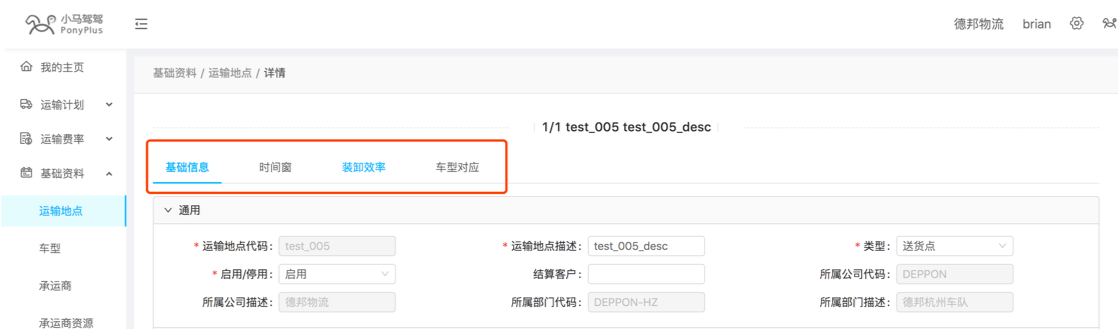 小马驾驾
PonyPlus
德邦物流 brian
我的主页
运输计划
运输费率
基础资料
运输地点
车型
承运商
承运商资源
基础资料 / 运输地点 / 详情
1/1 test_005 test_005_desc
基础信息 时间窗 装卸效率 车型对应
通用
* 运输地点代码: test_005 * 运输地点描述: test_005_desc * 类型: 送货点
* 启用/停用: 启用 结算客户: 所属公司代码: DEPPON
所属公司描述: 德邦物流 所属部门代码: DEPPON-HZ 所属部门描述: 德邦杭州车队